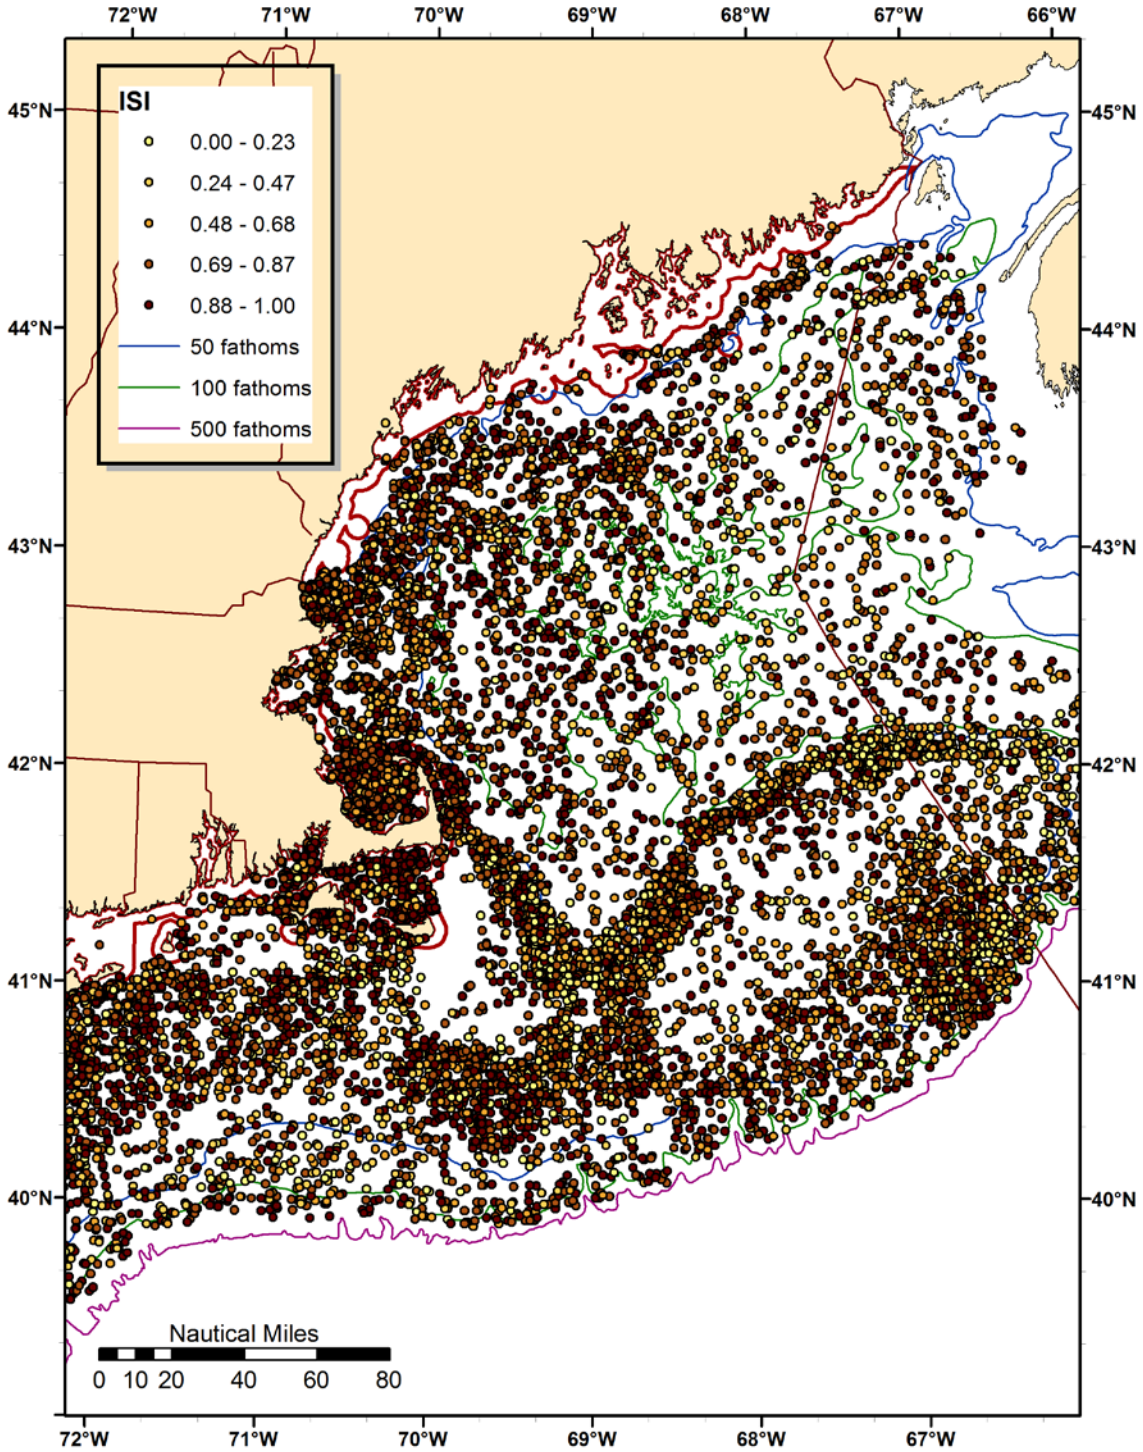 72°W 71°W 70°W 69°W 68°W 67°W 66°W
ISI
0.00 - 0.23
0.24 - 0.47
0.48 - 0.68
0.69 - 0.87
0.88 - 1.00
50 fathoms
100 fathoms
500 fathoms
45°N 45°N
44°N 44°N
43°N 43°N
42°N 42°N
41°N 41°N
40°N 40°N
Nautical Miles
0 10 20 40 60 80
72°W 71°W 70°W 69°W 68°W 67°W